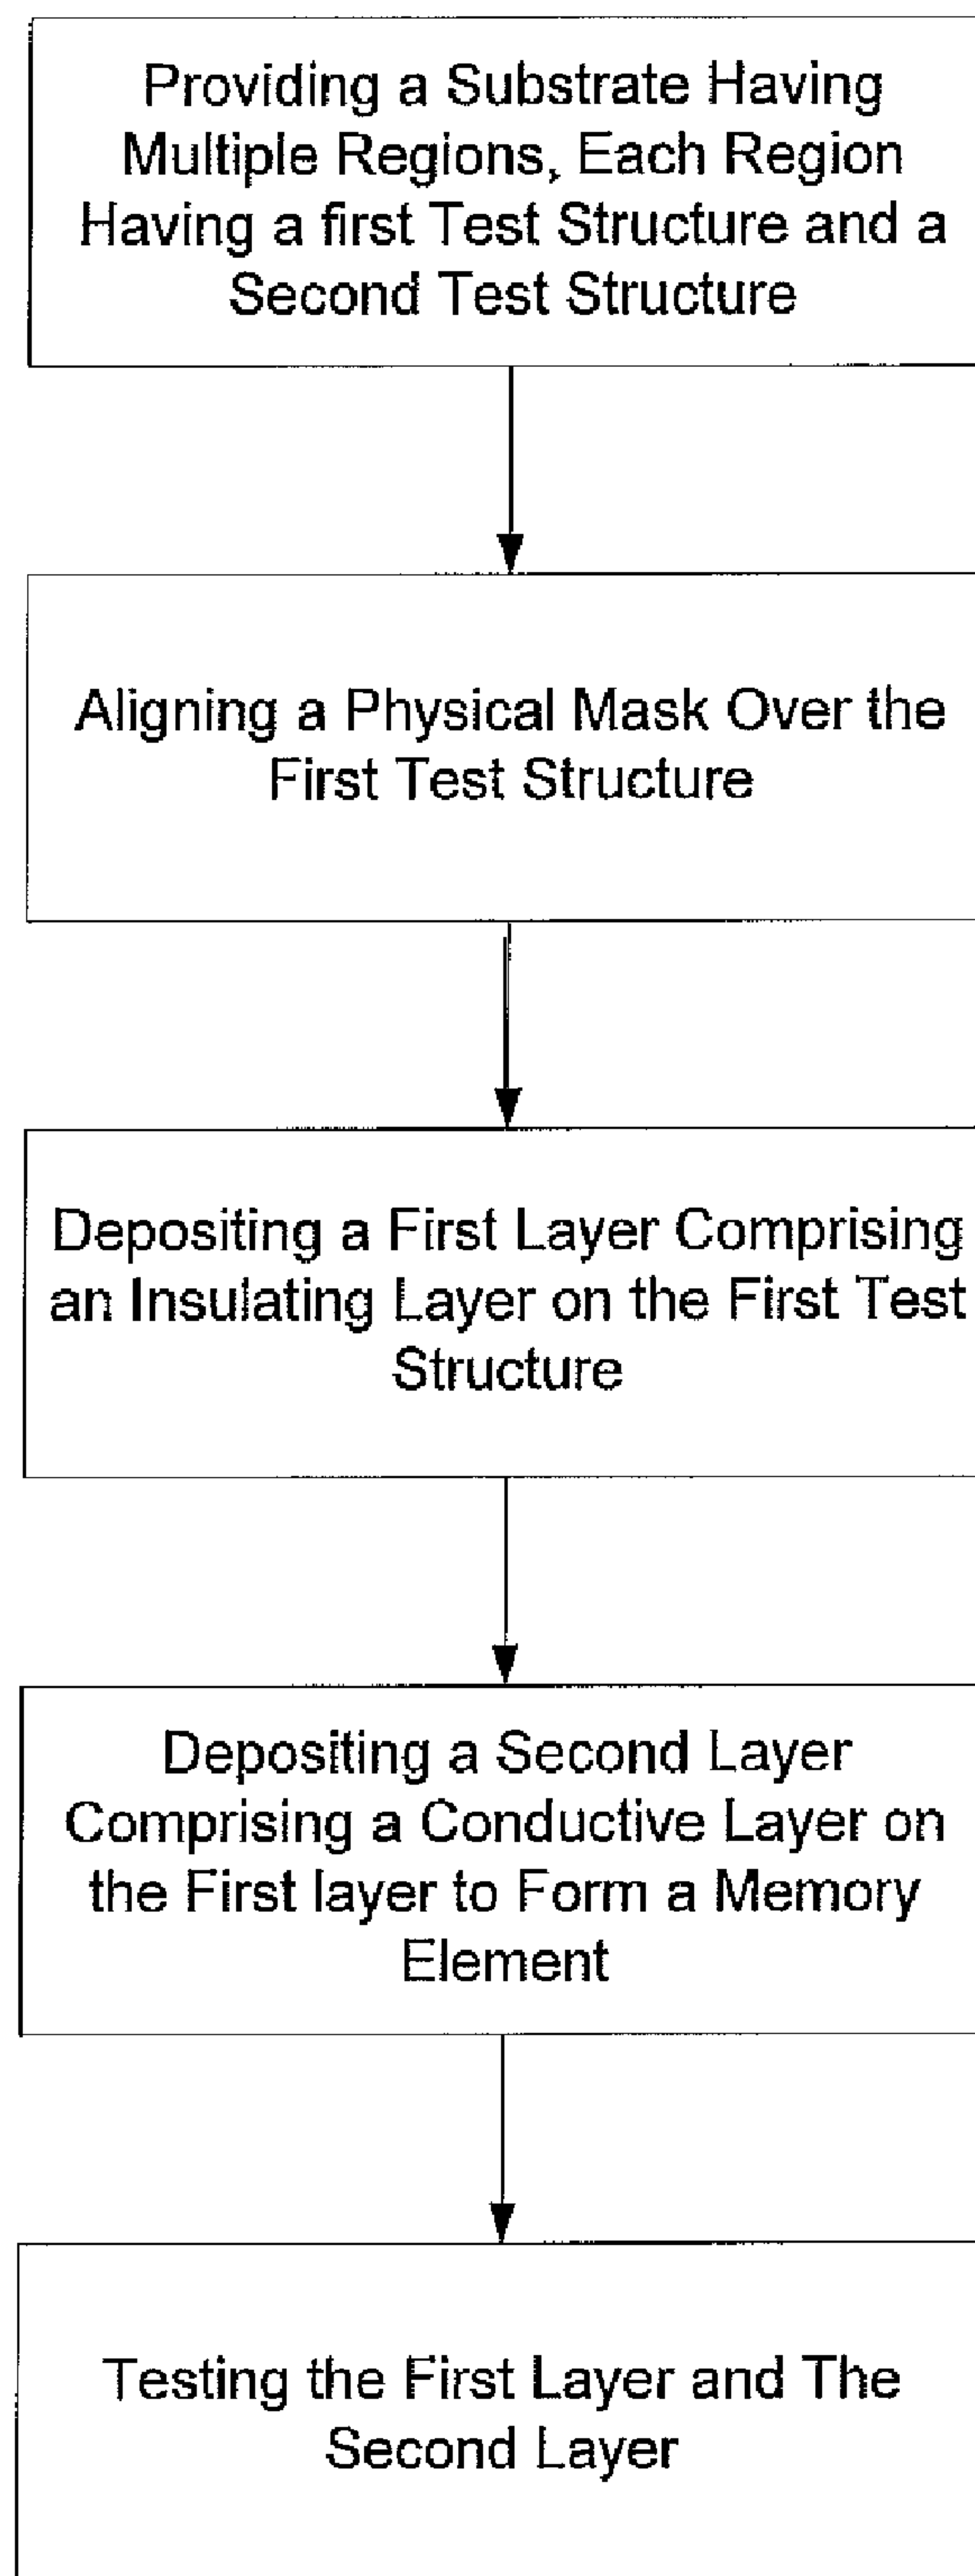 Providing a Substrate Having
Multiple Regions, Each Region
Having a first Test Structure and a
Second Test Structure
Aligning a Physical Mask Over the
First Test Structure
Depositing a First Layer Comprising
an Insulating Layer on the First Test
Structure
Depositing a Second Layer
Comprising a Conductive Layer on
the First layer to Form a Memory
Element
Testing the First Layer and The
Second Layer